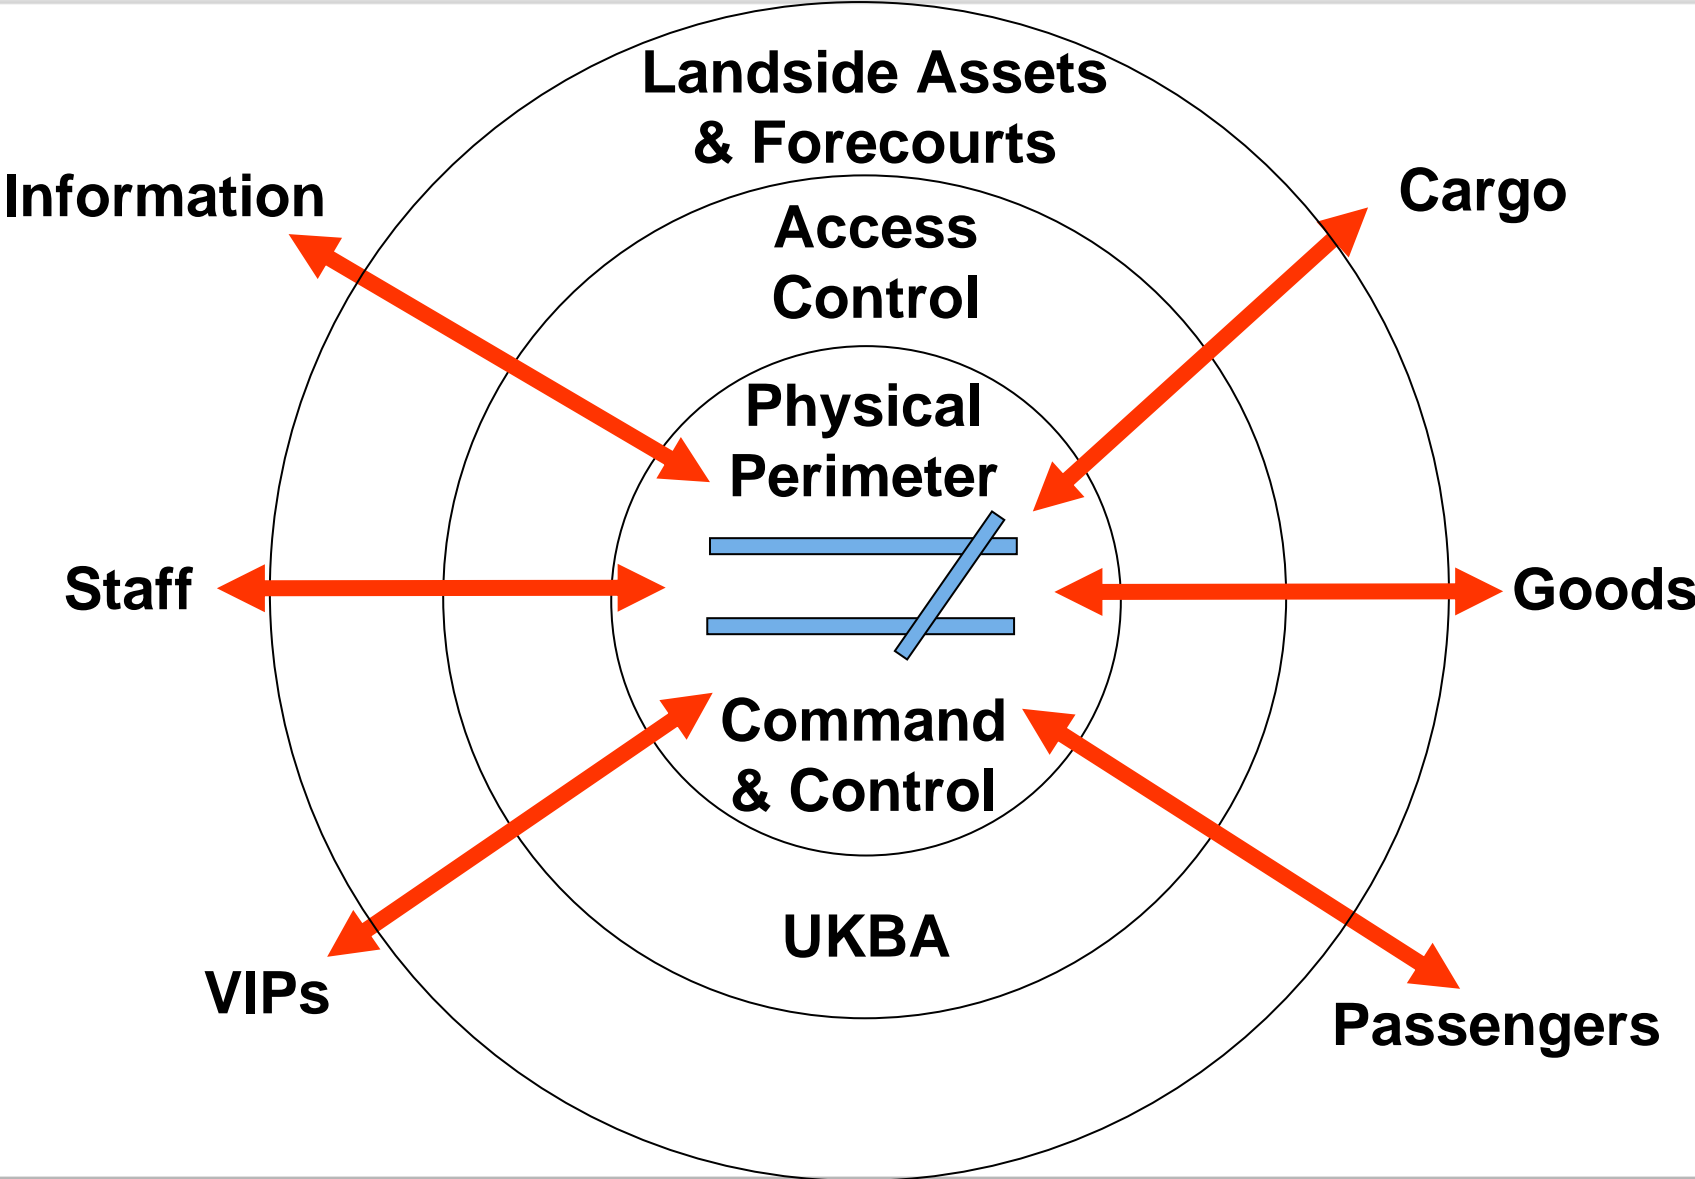 Landside Assets
& Forecourts
Information
Cargo
Access
Control
Physical
Perimeter
Staff
Goods
Command
& Control
UKBA
VIPs
Passengers